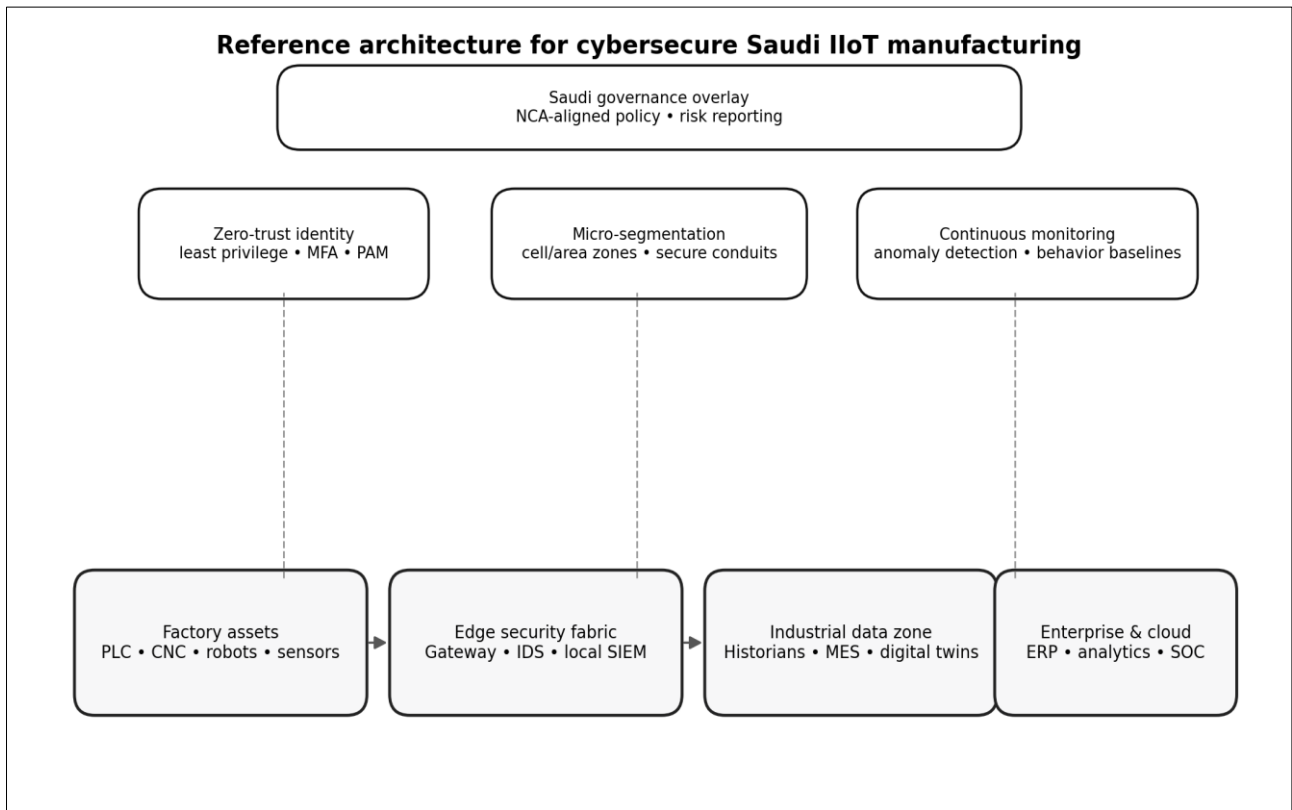 Reference architecture for cybersecure Saudi IIoT manufacturing
Saudi governance overlay
NCA-aligned policy • risk reporting
Zero-trust identity
least privilege • MFA • PAM
Micro-segmentation
cell/area zones • secure conduits
Continuous monitoring
anomaly detection • behavior baselines
Factory assets
PLC • CNC • robots • sensors
Edge security fabric
Gateway • IDS • local SIEM
Industrial data zone
Historians • MES • digital twins
Enterprise & cloud
ERP • analytics • SOC